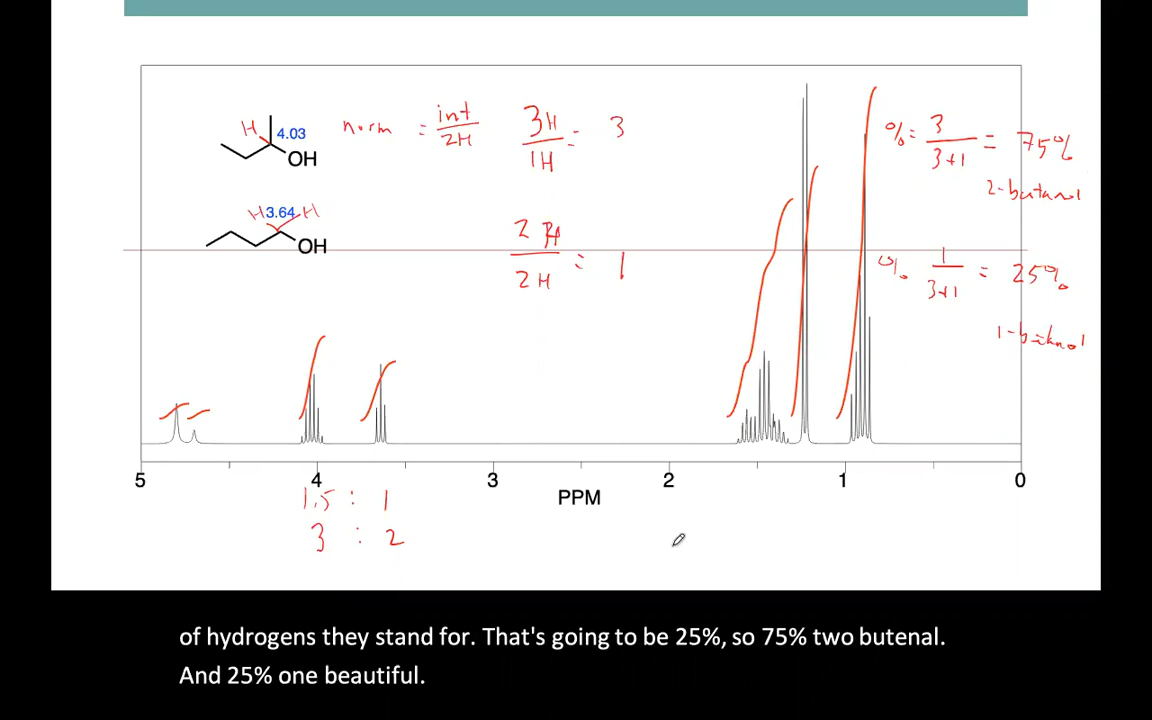 H 4.03
OH
norm = int / 2H
3H / 1H = 3
% = 3 / 3+1 = 75%
2-butanol
H 3.64 H
OH
2H / 2H = 1
% 1 / 3+1 = 25%
1-butanol
5 4 3 2 1 0
PPM
1.5 : 1
3 : 2
of hydrogens they stand for. That's going to be 25%, so 75% two butenal.
And 25% one beautiful.